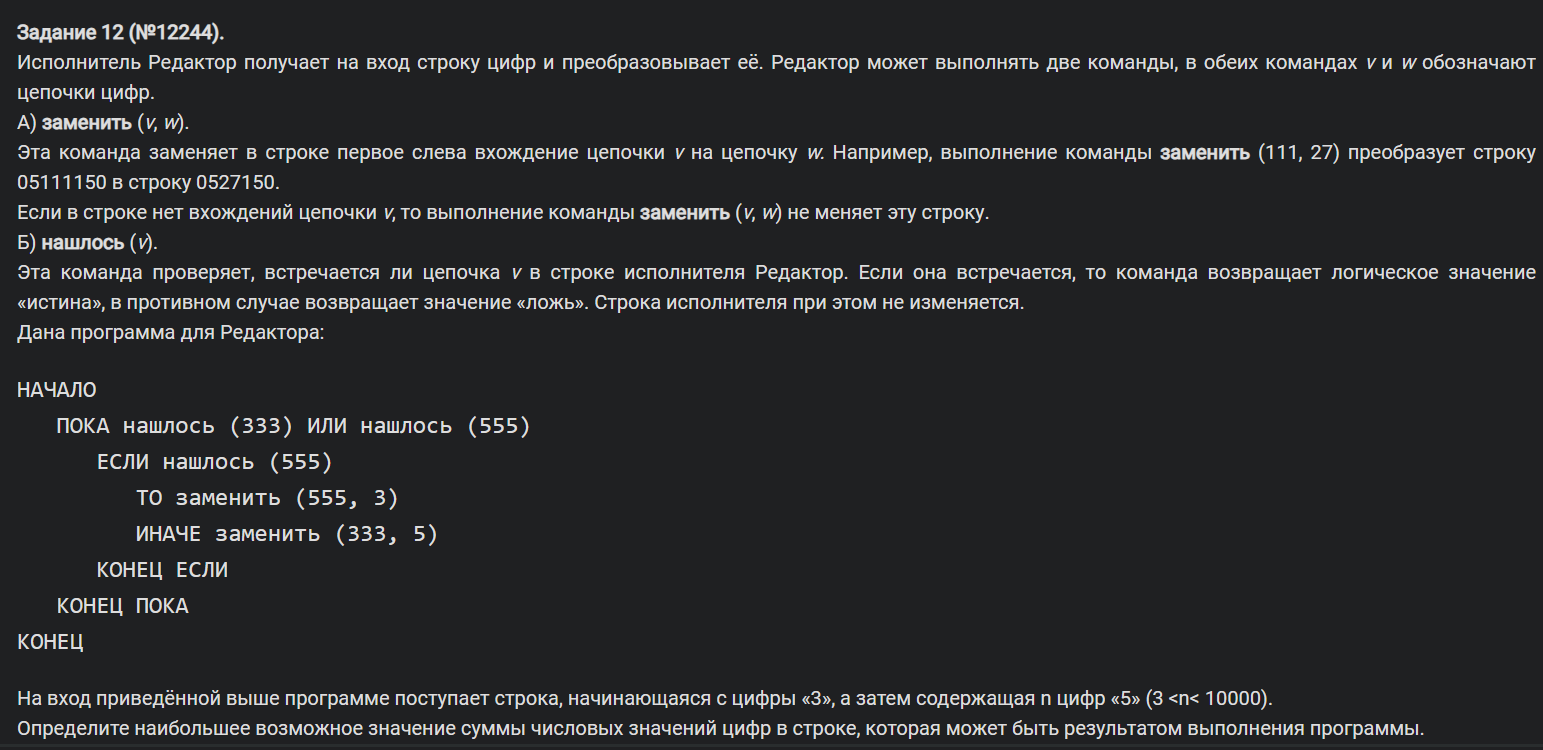 Задание 12 (№12244).
Исполнитель Редактор получает на вход строку цифр и преобразовывает её. Редактор может выполнять две команды, в обеих командах v и w обозначают
цепочки цифр.
А) заменить (v, w).
Эта команда заменяет в строке первое слева вхождение цепочки v на цепочку w. Например, выполнение команды заменить (111, 27) преобразует строку
05111150 в строку 0527150.
Если в строке нет вхождений цепочки v, то выполнение команды заменить (v, w) не меняет эту строку.
Б) нашлось (v).
Эта команда проверяет, встречается ли цепочка v в строке исполнителя Редактор. Если она встречается, то команда возвращает логическое значение
«истина», в противном случае возвращает значение «ложь». Строка исполнителя при этом не изменяется.
Дана программа для Редактора:
НАЧАЛО
ПОКА нашлось (333) ИЛИ нашлось (555)
ЕСЛИ нашлось (555)
ТО заменить (555, 3)
ИНАЧЕ заменить (333, 5)
КОНЕЦ ЕСЛИ
КОНЕЦ ПОКА
КОНЕЦ
На вход приведённой выше программе поступает строка, начинающаяся с цифры «3», а затем содержащая n цифр «5» (3 <n< 10000).
Определите наибольшее возможное значение суммы числовых значений цифр в строке, которая может быть результатом выполнения программы.